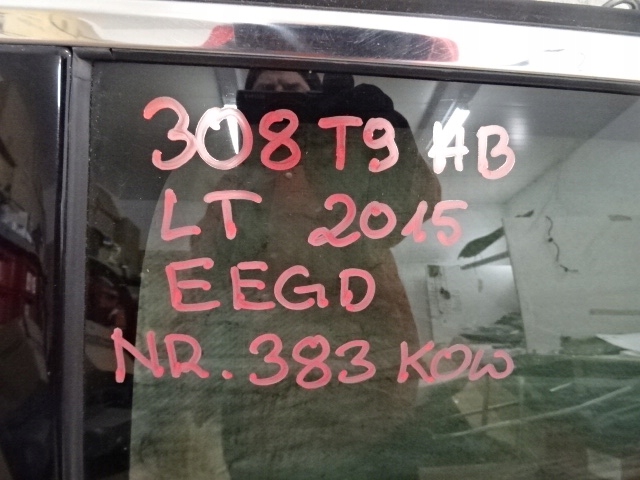 308 T9 HB
LT 2015
EEGD
NR. 383 KOW